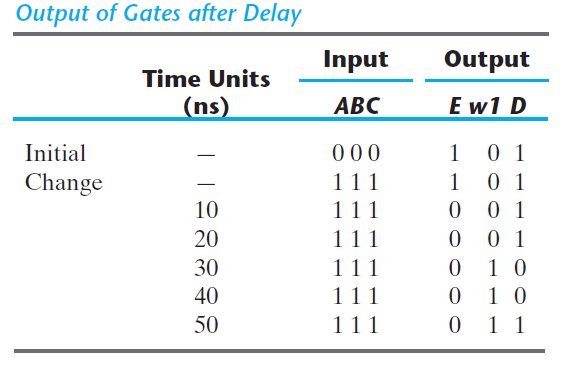 Output of Gates after Delay
Input Output
Time Units
(ns) ABC E w1 D
Initial — 0 0 0 1 0 1
Change — 1 1 1 1 0 1
10 1 1 1 0 0 1
20 1 1 1 0 0 1
30 1 1 1 0 1 0
40 1 1 1 0 1 0
50 1 1 1 0 1 1